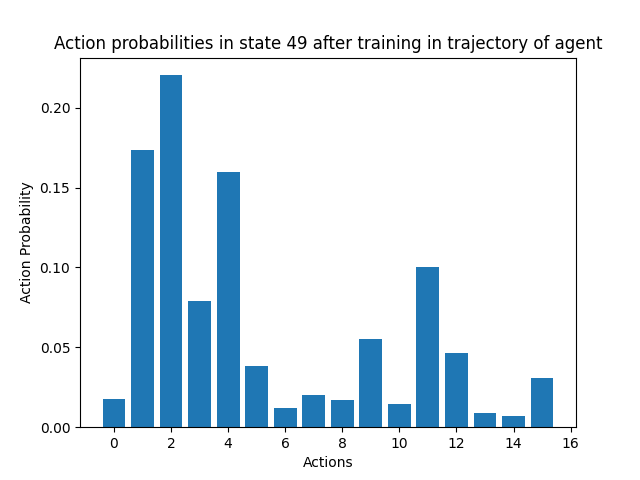 Action probabilities in state 49 after training in trajectory of agent
0.20
0.15
0.10
0.05
0.00
Action Probability
0 2 4 6 8 10 12 14 16
Actions